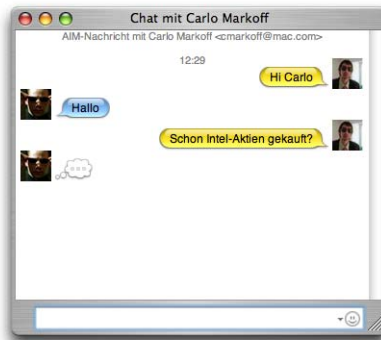 Chat mit Carlo Markoff
AIM-Nachricht mit Carlo Markoff <cmarkoff@mac.com>
12:29
Hi Carlo
Hallo
Schon Intel-Aktien gekauft?